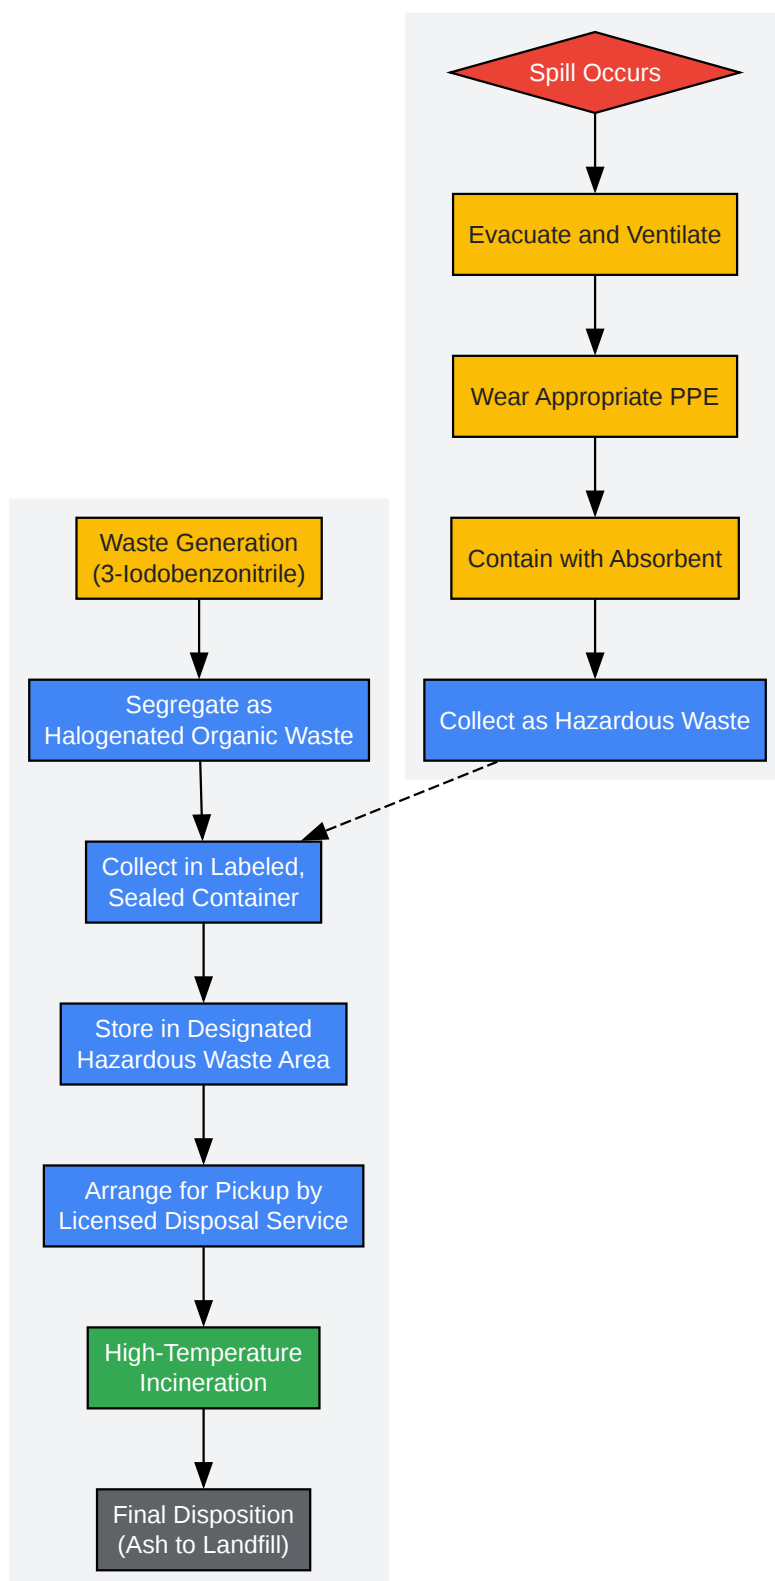 Spill Occurs
Evacuate and Ventilate
Wear Appropriate PPE
Contain with Absorbent
Collect as Hazardous Waste
Waste Generation
(3-Iodobenzonitrile)
Segregate as
Halogenated Organic Waste
Collect in Labeled,
Sealed Container
Store in Designated
Hazardous Waste Area
Arrange for Pickup by
Licensed Disposal Service
High-Temperature
Incineration
Final Disposition
(Ash to Landfill)